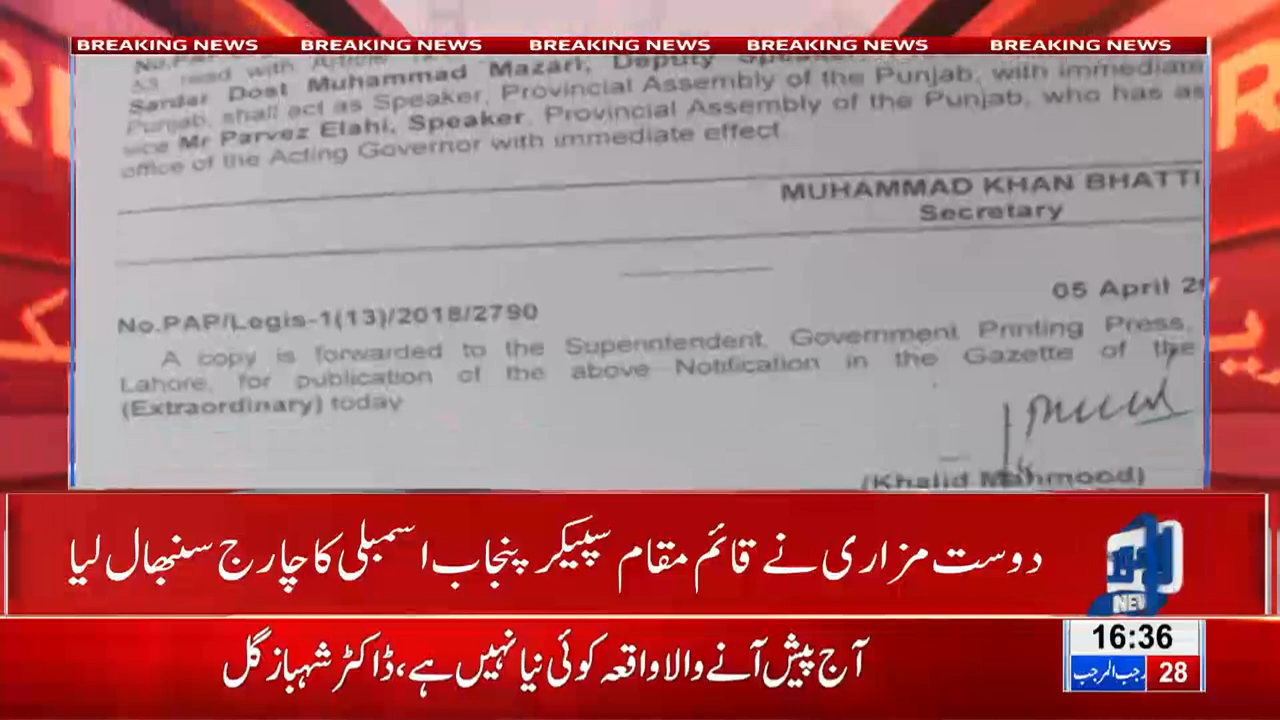 BREAKING NEWS BREAKING NEWS BREAKING NEWS BREAKING NEWS BREAKING NEWS
read with Article
Sardar Dost Muhammad Mazari, Deputy
Punjab, shall act as Speaker, Provincial Assembly of the Punjab, with immediate
vice Mr Parvez Elahi, Speaker, Provincial Assembly of the Punjab, who has as
office of the Acting Governor with immediate effect
MUHAMMAD KHAN BHATTI
Secretary
05 April
No.PAP/Legis-1(13)/2018/2790
A copy is forwarded to the Superintendent, Government Printing Press,
Lahore, for publication of the above Notification in the Gazette of the
(Extraordinary) today
(Khalid Mahmood)
دوست مزاری نے قائم مقام سپیکر پنجاب اسمبلی کا چارج سنبھال لیا
NEWS
آج پیش آنے والا واقعہ کوئی نیا نہیں ہے، ڈاکٹر شہباز گل
16:36
28 رجب المرجب